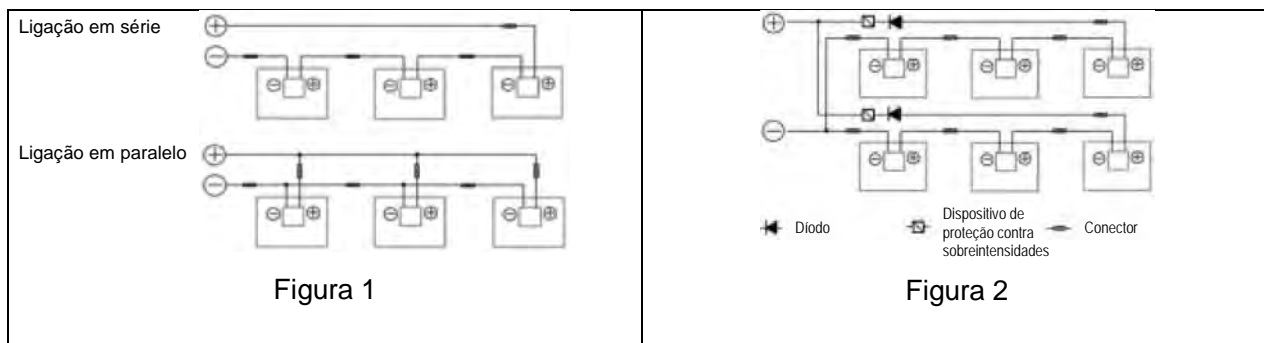 Ligação em série
Ligação em paralelo
Figura 1
Díodo
Dispositivo de
proteção contra
sobreintensidades
Conector
Figura 2